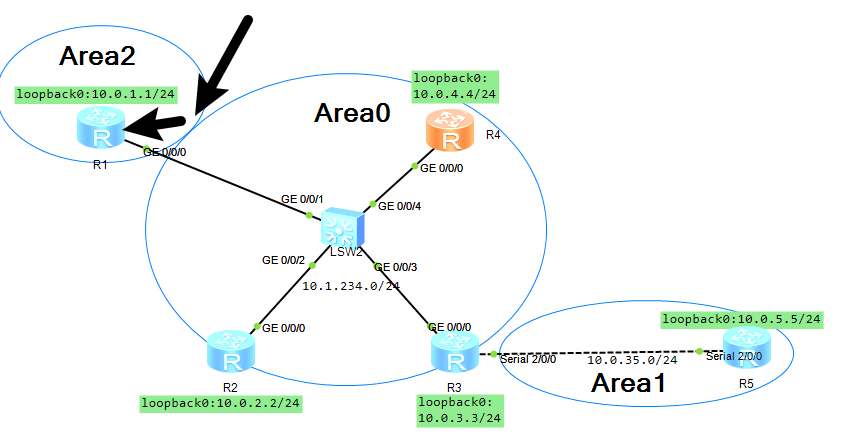 Area2
loopback0:10.0.1.1/24
R
R1
GE 0/0/0
Area0
loopback0:
10.0.4.4/24
R
R4
GE 0/0/0
GE 0/0/1
GE 0/0/4
LSW2
GE 0/0/2
GE 0/0/3
10.1.234.0/24
GE 0/0/0
R
R2
loopback0:10.0.2.2/24
GE 0/0/0
R
R3
loopback0:
10.0.3.3/24
Serial 2/0/0
10.0.35.0/24
Area1
loopback0:10.0.5.5/24
Serial 2/0/0
R
R5